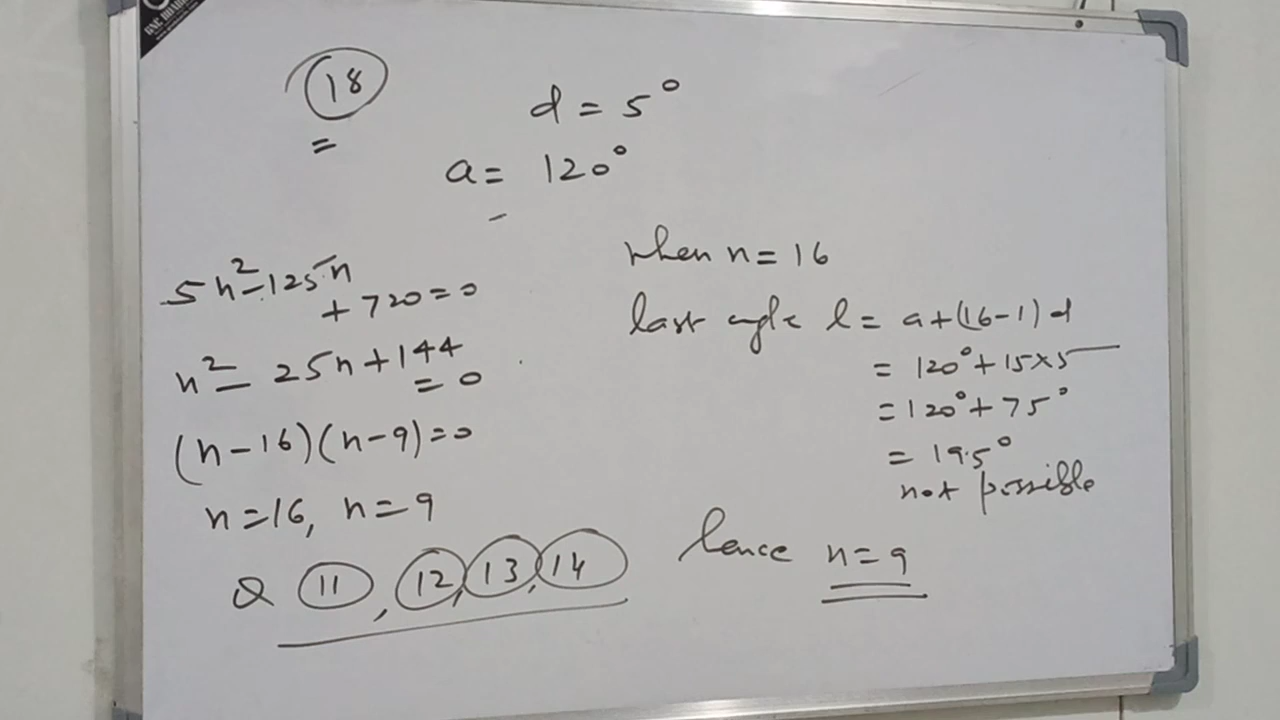 18
=
d = 5°
a = 120°
5n² - 125n
+ 720 = 0
n² - 25n + 144
= 0
(n - 16)(n - 9) = 0
n = 16, n = 9
Q 11, 12, 13, 14
when n = 16
last angle l = a + (16 - 1) d
= 120° + 15 x 5
= 120° + 75°
= 195°
not possible
hence n = 9